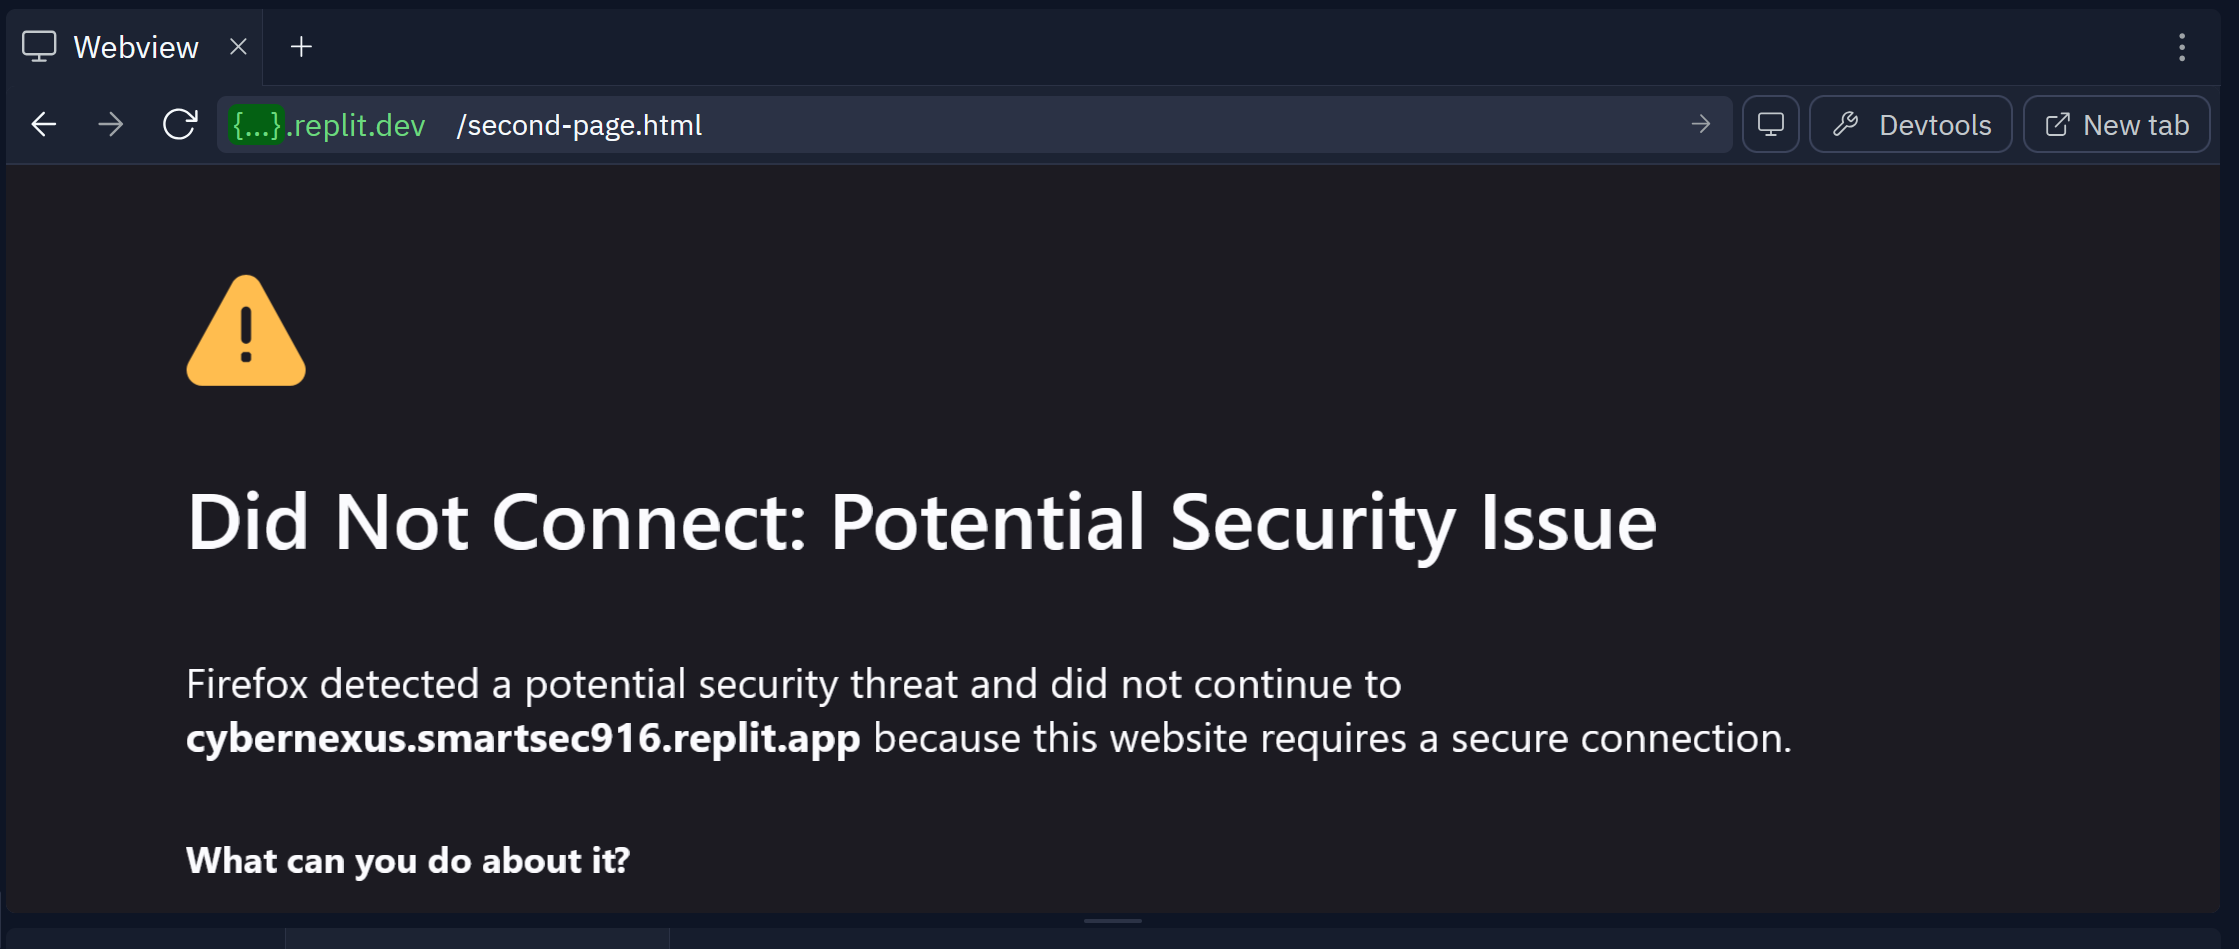 Webview
{...}.replit.dev /second-page.html
Devtools
New tab
Did Not Connect: Potential Security Issue
Firefox detected a potential security threat and did not continue to
cybernexus.smartsec916.replit.app because this website requires a secure connection.
What can you do about it?